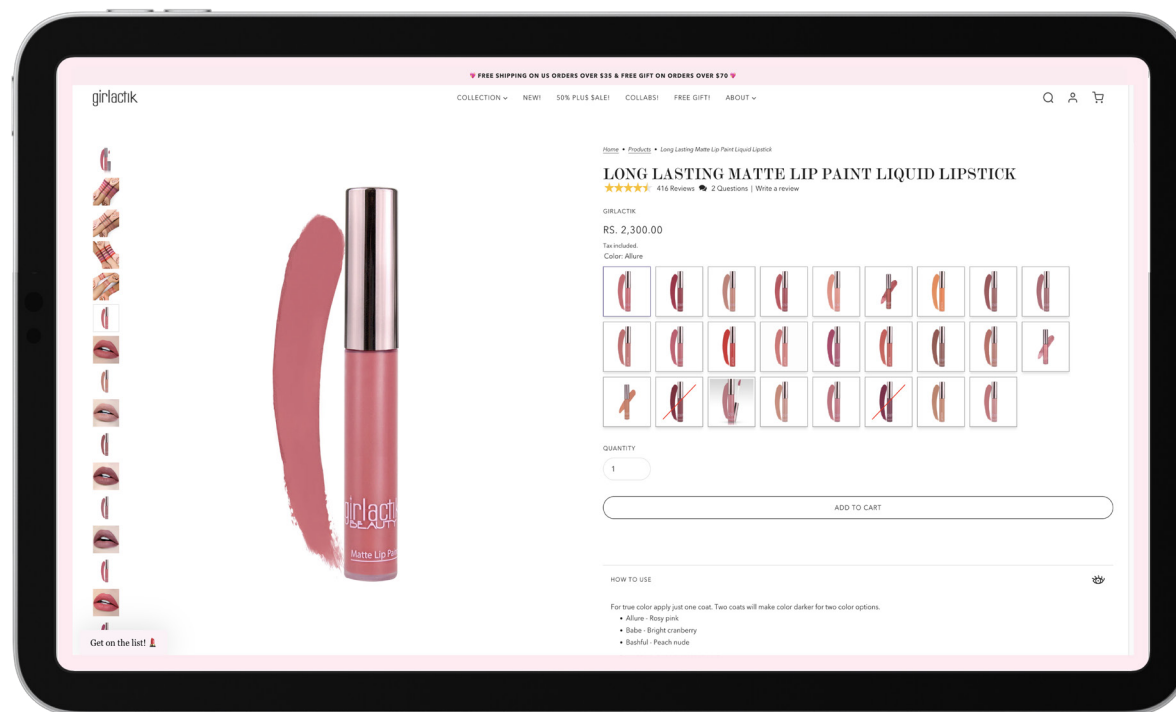 FREE SHIPPING ON US ORDERS OVER $35 & FREE GIFT ON ORDERS OVER $70
girlactik
COLLECTION NEW! 50% PLUS SALE! COLLABS! FREE GIFT! ABOUT
Home • Products • Long Lasting Matte Lip Paint Liquid Lipstick
LONG LASTING MATTE LIP PAINT LIQUID LIPSTICK
416 Reviews 2 Questions | Write a review
GIRLACTIK
RS. 2,300.00
Tax included.
Color: Allure
girlacti
BEAUTY
Matte Lip Pai
QUANTITY
1
ADD TO CART
HOW TO USE
For true color apply just one coat. Two coats will make color darker for two color options.
• Allure - Rosy pink
• Babe - Bright cranberry
• Bashful - Peach nude
Get on the list!